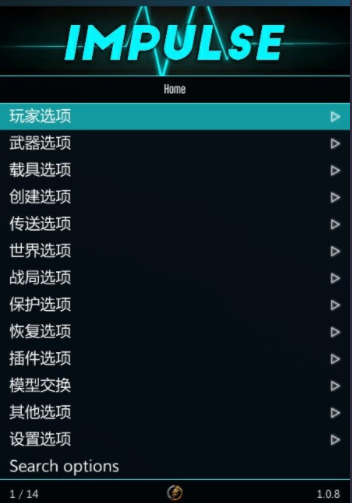 IMPULSE
Home
玩家选项
武器选项
载具选项
创建选项
传送选项
世界选项
战局选项
保护选项
恢复选项
插件选项
模型交换
其他选项
设置选项
Search options
1 / 14
1.0.8